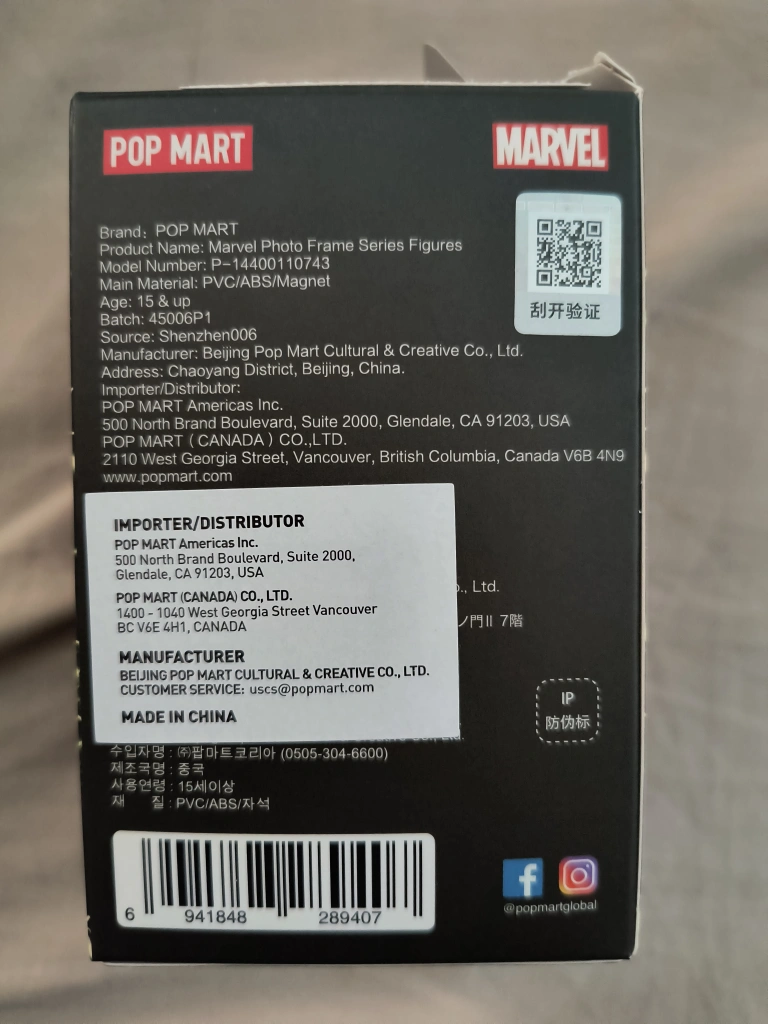 POP MART
MARVEL
Brand: POP MART
Product Name: Marvel Photo Frame Series Figures
Model Number: P-14400110743
Main Material: PVC/ABS/Magnet
Age: 15 & up
Batch: 45006P1
Source: Shenzhen006
Manufacturer: Beijing Pop Mart Cultural & Creative Co., Ltd.
Address: Chaoyang District, Beijing, China.
Importer/Distributor:
POP MART Americas Inc.
500 North Brand Boulevard, Suite 2000, Glendale, CA 91203, USA
POP MART (CANADA) CO.,LTD.
2110 West Georgia Street, Vancouver, British Columbia, Canada V6B 4N9
www.popmart.com
刮开验证
IMPORTER/DISTRIBUTOR
POP MART Americas Inc.
500 North Brand Boulevard, Suite 2000,
Glendale, CA 91203, USA
POP MART (CANADA) CO., LTD.
1400 - 1040 West Georgia Street Vancouver
BC V6E 4H1, CANADA
MANUFACTURER
BEIJING POP MART CULTURAL & CREATIVE CO., LTD.
CUSTOMER SERVICE: uscs@popmart.com
MADE IN CHINA
., Ltd.
ノ門II 7階
IP
防伪标
수입자명 : ㈜팝마트코리아 (0505-304-6600)
제조국명 : 중국
사용연령 : 15세이상
재 질 : PVC/ABS/자석
6 941848 289407
@popmartglobal